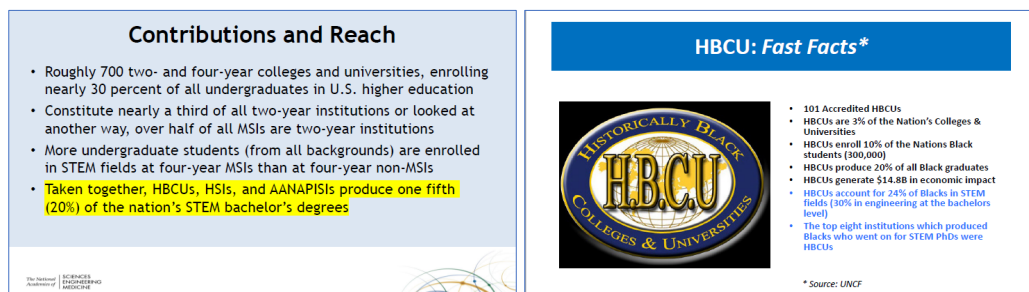 Contributions and Reach
• Roughly 700 two- and four-year colleges and universities, enrolling
nearly 30 percent of all undergraduates in U.S. higher education
• Constitute nearly a third of all two-year institutions or looked at
another way, over half of all MSIs are two-year institutions
• More undergraduate students (from all backgrounds) are enrolled
in STEM fields at four-year MSIs than at four-year non-MSIs
• Taken together, HBCUs, HSIs, and AANAPISIs produce one fifth
(20%) of the nation's STEM bachelor's degrees
The National
Academies of
SCIENCES
ENGINEERING
MEDICINE
HBCU: Fast Facts*
HISTORICALLY BLACK
H.B.C.U
COLLEGES & UNIVERSITIES
• 101 Accredited HBCUs
• HBCUs are 3% of the Nation's Colleges &
Universities
• HBCUs enroll 10% of the Nations Black
students (300,000)
• HBCUs produce 20% of all Black graduates
• HBCUs generate $14.8B in economic impact
• HBCUs account for 24% of Blacks in STEM
fields (30% in engineering at the bachelors
level)
• The top eight institutions which produced
Blacks who went on for STEM PhDs were
HBCUs
* Source: UNCF